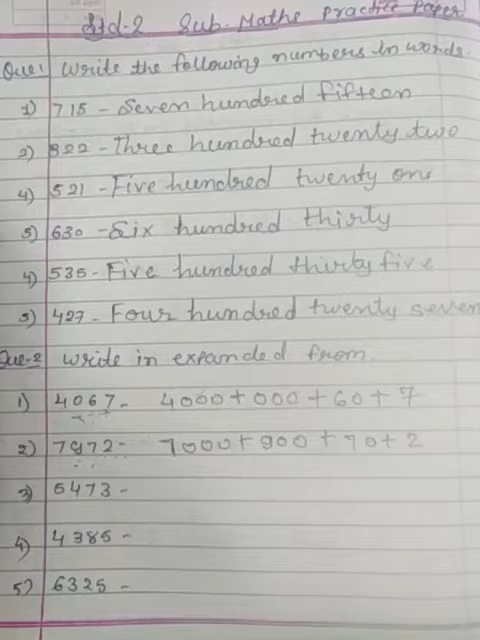 Std-2 Sub-Maths Practice Paper
Que:1 Write the following numbers In words.
1) 715 - Seven hundred fifteen
2) 322 - Three hundred twenty two
4) 521 - Five hundred twenty one
5) 630 - Six hundred thirty
4) 535 - Five hundred thirty five
5) 427 - Four hundred twenty seven
Que-2 write in expanded from.
1) 4067 - 4000 + 000 + 60 + 7
2) 7972 - 7000 + 900 + 70 + 2
3) 5473 -
4) 4385 -
5) 6325 -